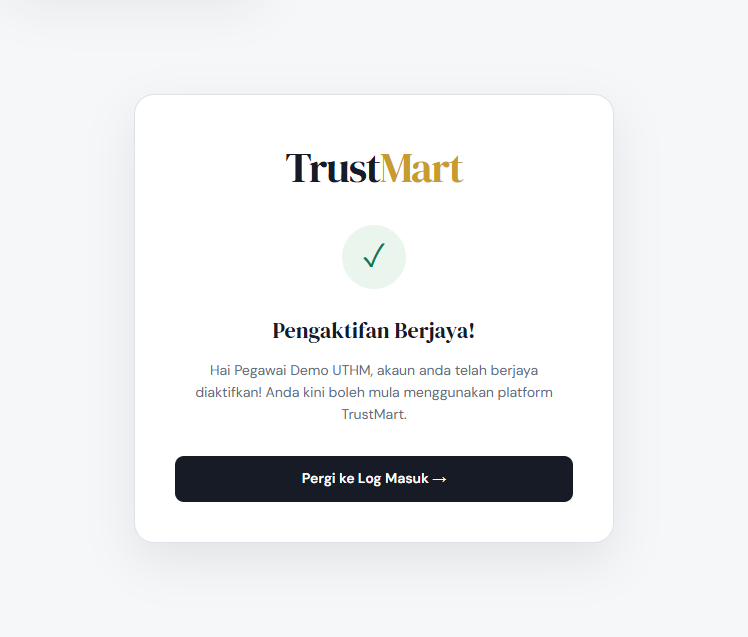 TrustMart
✓
Pengaktifan Berjaya!
Hai Pegawai Demo UTHM, akaun anda telah berjaya
diaktifkan! Anda kini boleh mula menggunakan platform
TrustMart.
Pergi ke Log Masuk →